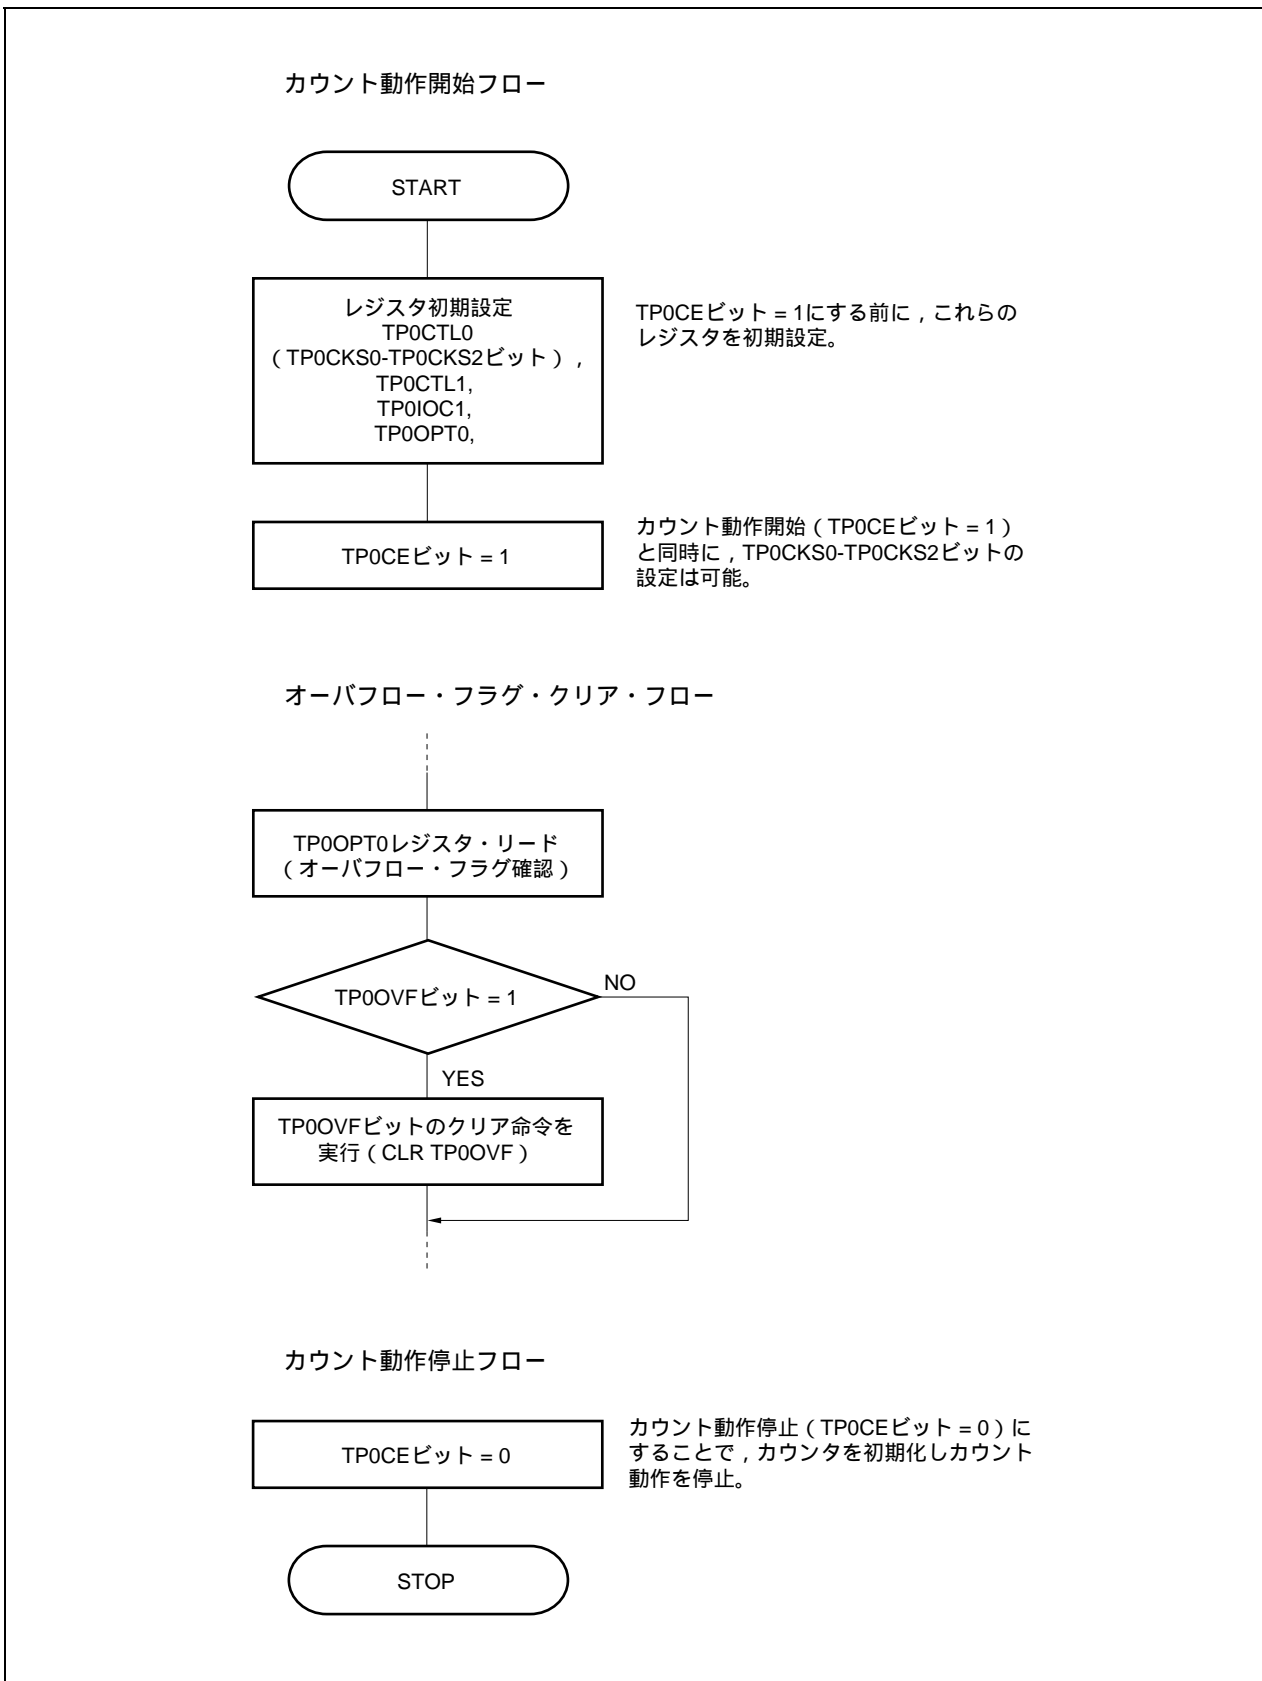 カウント動作開始フロー
START
レジスタ初期設定
TP0CTL0
（TP0CKS0-TP0CKS2ビット），
TP0CTL1,
TP0IOC1,
TP0OPT0,
TP0CEビット = 1にする前に，これらの
レジスタを初期設定。
TP0CEビット = 1
カウント動作開始（TP0CEビット = 1）
と同時に，TP0CKS0-TP0CKS2ビットの
設定は可能。
オーバフロー・フラグ・クリア・フロー
TP0OPT0レジスタ・リード
（オーバフロー・フラグ確認）
TP0OVFビット = 1
NO
YES
TP0OVFビットのクリア命令を
実行（CLR TP0OVF）
カウント動作停止フロー
TP0CEビット = 0
カウント動作停止（TP0CEビット = 0）に
することで，カウンタを初期化しカウント
動作を停止。
STOP